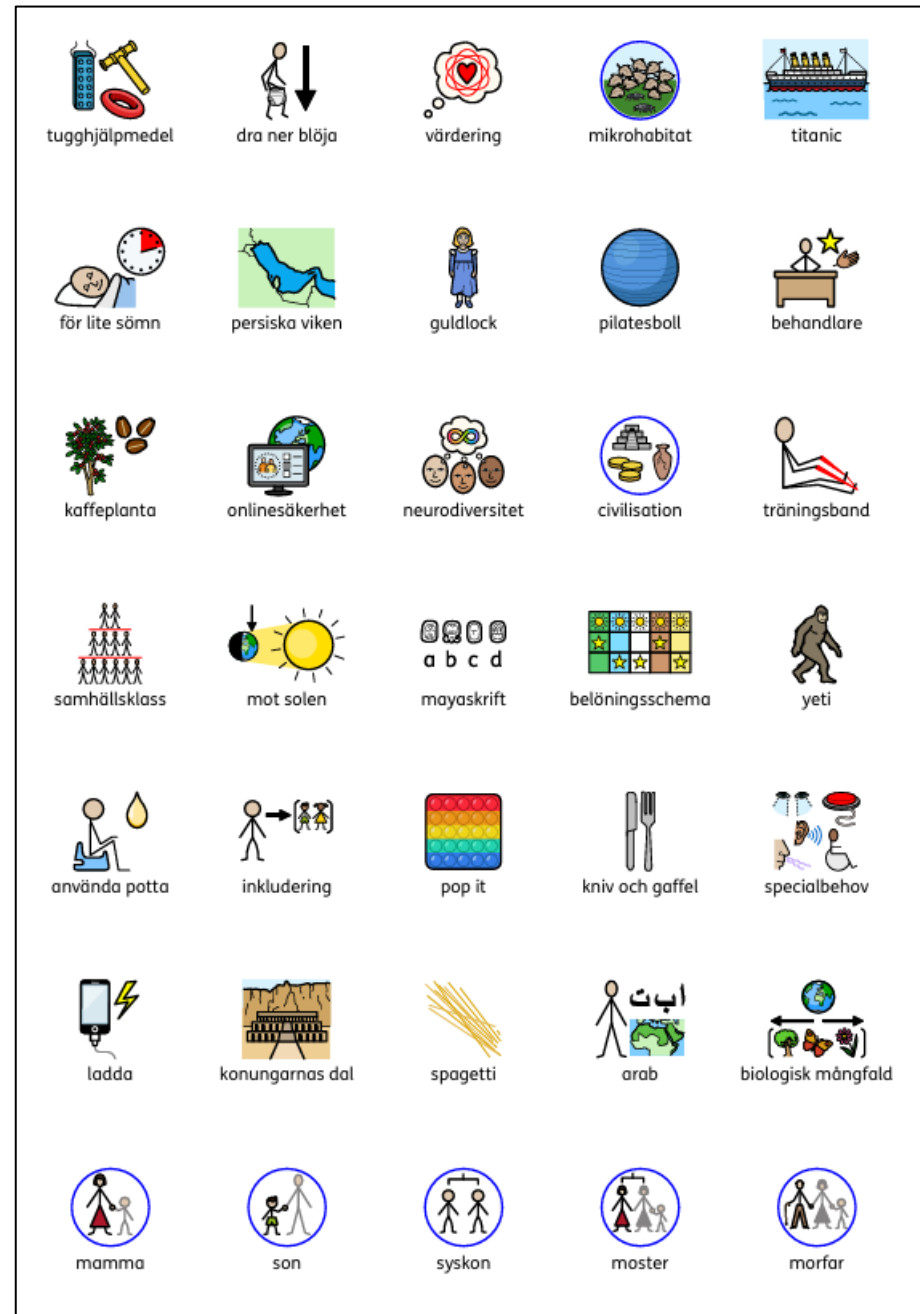 tugghjälpmedel dra ner blöja värdering mikrohabitat titanic
för lite sömn persiska viken guldlock pilatesboll behandlare
kaffeplanta onlinesäkerhet neurodiversitet civilisation träningsband
a b c d
samhällsklass mot solen mayaskrift belöningsschema yeti
använda potta inkludering pop it kniv och gaffel specialbehov
أ ب ت
ladda konungarnas dal spagetti arab biologisk mångfald
mamma son syskon moster morfar